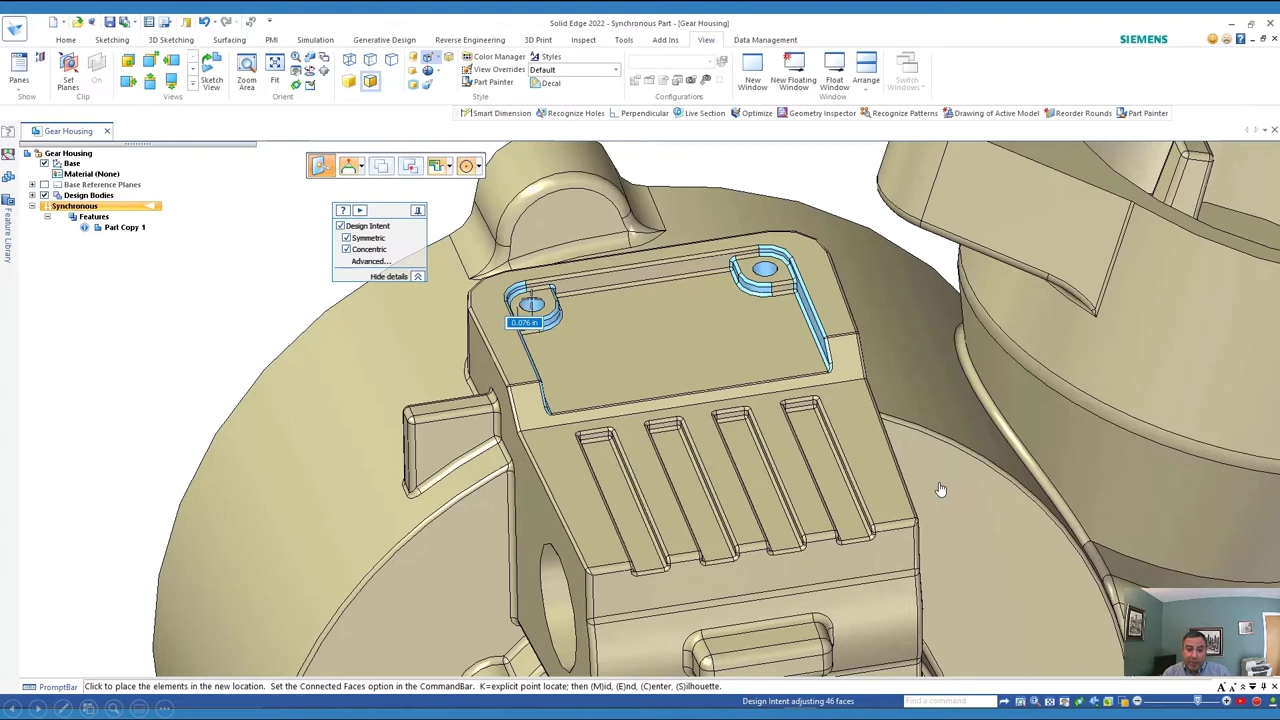 Solid Edge 2022 - Synchronous Part - [Gear Housing]
Home Sketching 3D Sketching Surfacing PMI Simulation Generative Design Reverse Engineering 3D Print Inspect Tools Add Ins View Data Management
SIEMENS
Panes
Set Planes
On
Sketch View
Zoom Area
Fit
Color Manager
View Overrides
Part Painter
Styles
Default
Decal
New Window
New Floating Window
Float Window
Arrange
Switch Windows
Show Clip Views Orient Style Configurations Window
Smart Dimension Recognize Holes Perpendicular Live Section Optimize Geometry Inspector Recognize Patterns Drawing of Active Model Reorder Rounds Part Painter
Gear Housing
Gear Housing
Base
Material (None)
Base Reference Planes
Design Bodies
Synchronous
Features
Part Copy 1
Feature Library
Design Intent
Symmetric
Concentric
Advanced...
Hide details
0.076 in
PromptBar Click to place the elements in the new location. Set the Connected Faces option in the CommandBar. K=explicit point locate; then (M)id, (E)nd, (C)enter, (S)ilhouette.
Design Intent adjusting 46 faces
Find a command